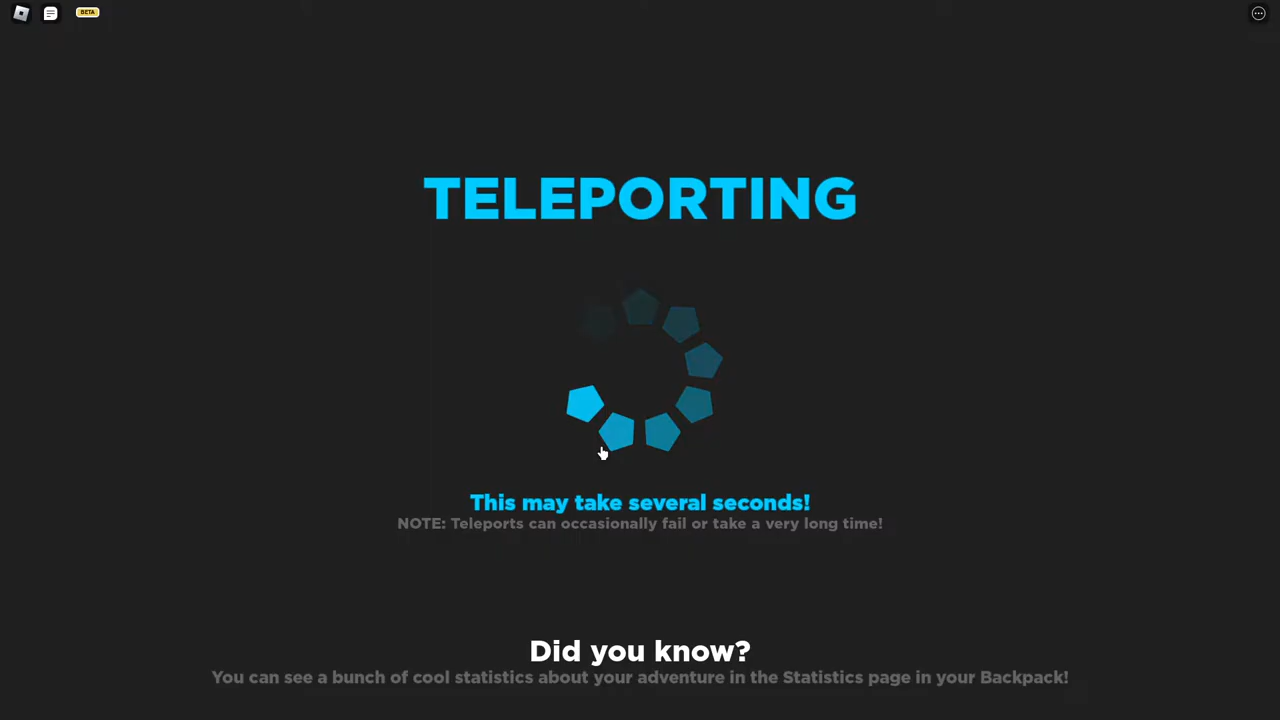 BETA
TELEPORTING
This may take several seconds!
NOTE: Teleports can occasionally fail or take a very long time!
Did you know?
You can see a bunch of cool statistics about your adventure in the Statistics page in your Backpack!